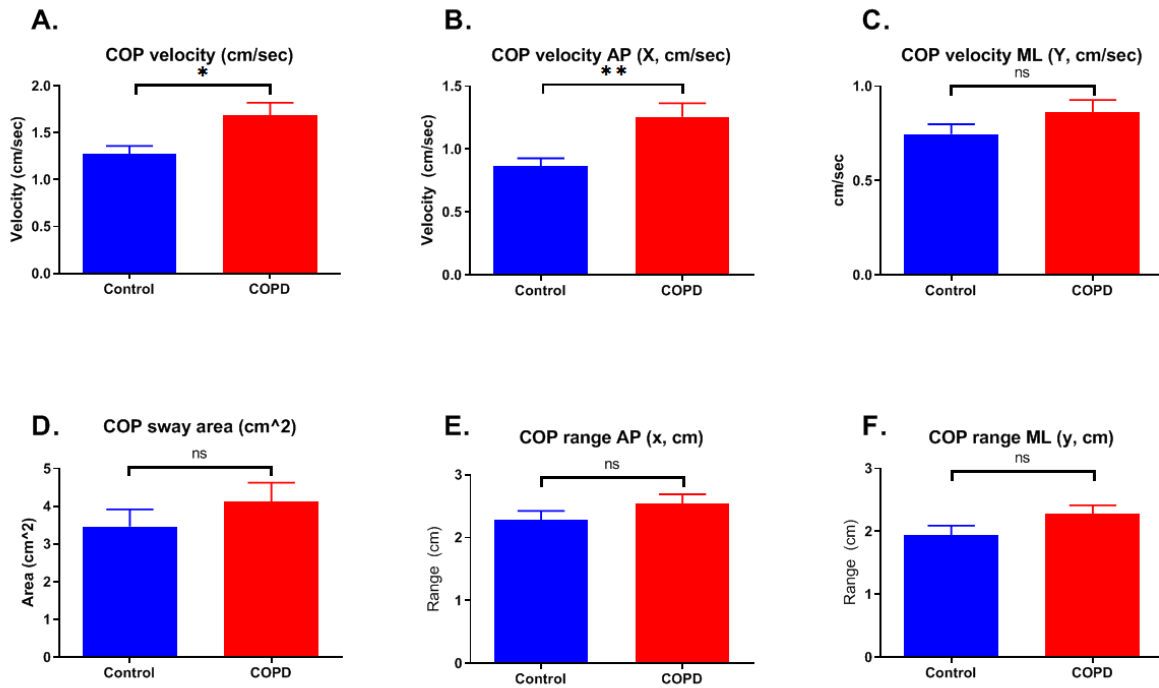 A.
COP velocity (cm/sec)
*
Velocity (cm/sec)
2.0
1.5
1.0
0.5
0.0
Control
COPD
B.
COP velocity AP (X, cm/sec)
**
Velocity (cm/sec)
1.5
1.0
0.5
0.0
Control
COPD
C.
COP velocity ML (Y, cm/sec)
ns
cm/sec
1.0
0.5
0.0
Control
COPD
D.
COP sway area (cm^2)
ns
Area (cm^2)
5
4
3
2
1
0
Control
COPD
E.
COP range AP (x, cm)
ns
Range (cm)
3
2
1
0
Control
COPD
F.
COP range ML (y, cm)
ns
Range (cm)
3
2
1
0
Control
COPD